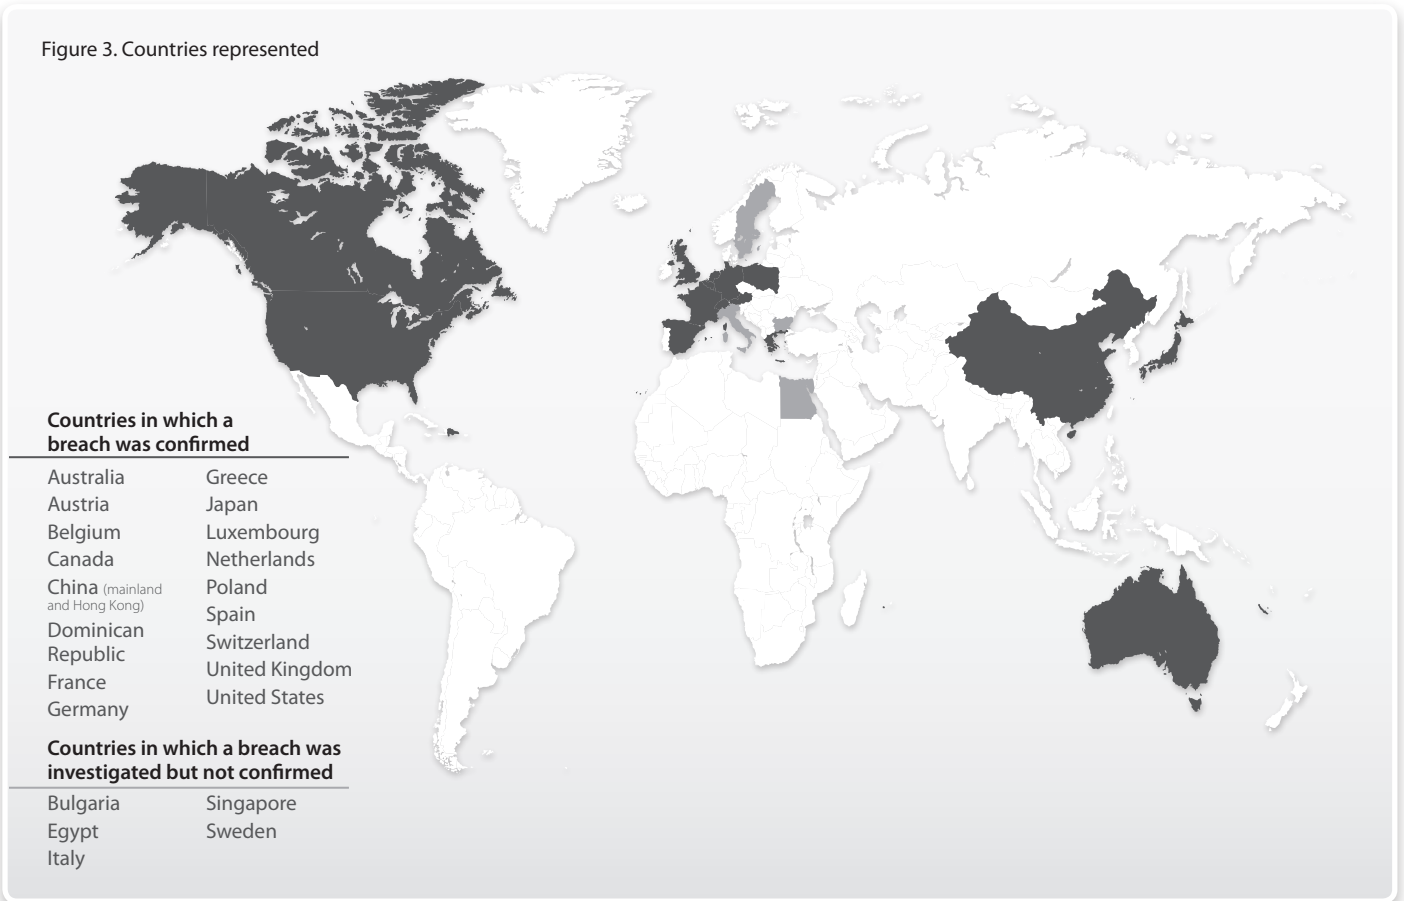 Figure 3. Countries represented
Countries in which a
breach was confirmed
Australia
Austria
Belgium
Canada
China (mainland
and Hong Kong)
Dominican
Republic
France
Germany
Greece
Japan
Luxembourg
Netherlands
Poland
Spain
Switzerland
United Kingdom
United States
Countries in which a breach was
investigated but not confirmed
Bulgaria
Egypt
Italy
Singapore
Sweden